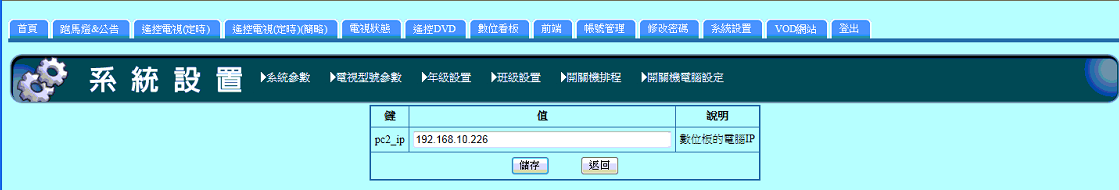 首頁 跑馬燈&公告 遙控電視(定時) 遙控電視(定時)(簡略) 電視狀態 遙控DVD 數位看板 前端 帳號管理 修改密碼 系統設置 VOD網站 登出
系統設置 系統參數 電視型號參數 年級設置 班級設置 開關機排程 開關機電腦設定
鍵 值 說明
pc2_ip 192.168.10.226 數位板的電腦IP
儲存 返回